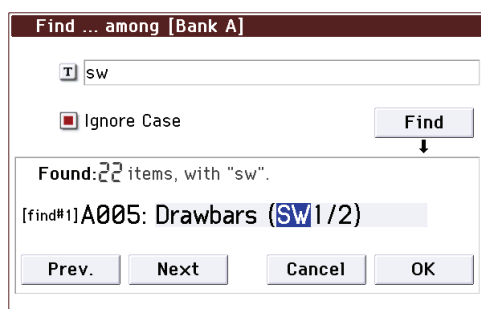 Find ... among [Bank A]
T sw
Ignore Case Find
Found:22 items, with "sw".
[find#1]A005: Drawbars (SW1/2)
Prev. Next Cancel OK